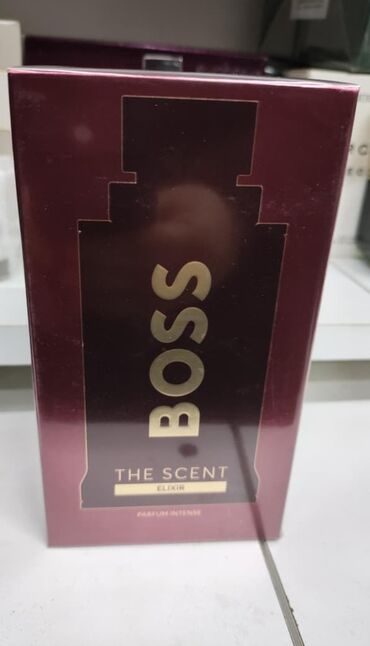 BOSS
THE SCENT
ELIXIR
PARFUM INTENSE